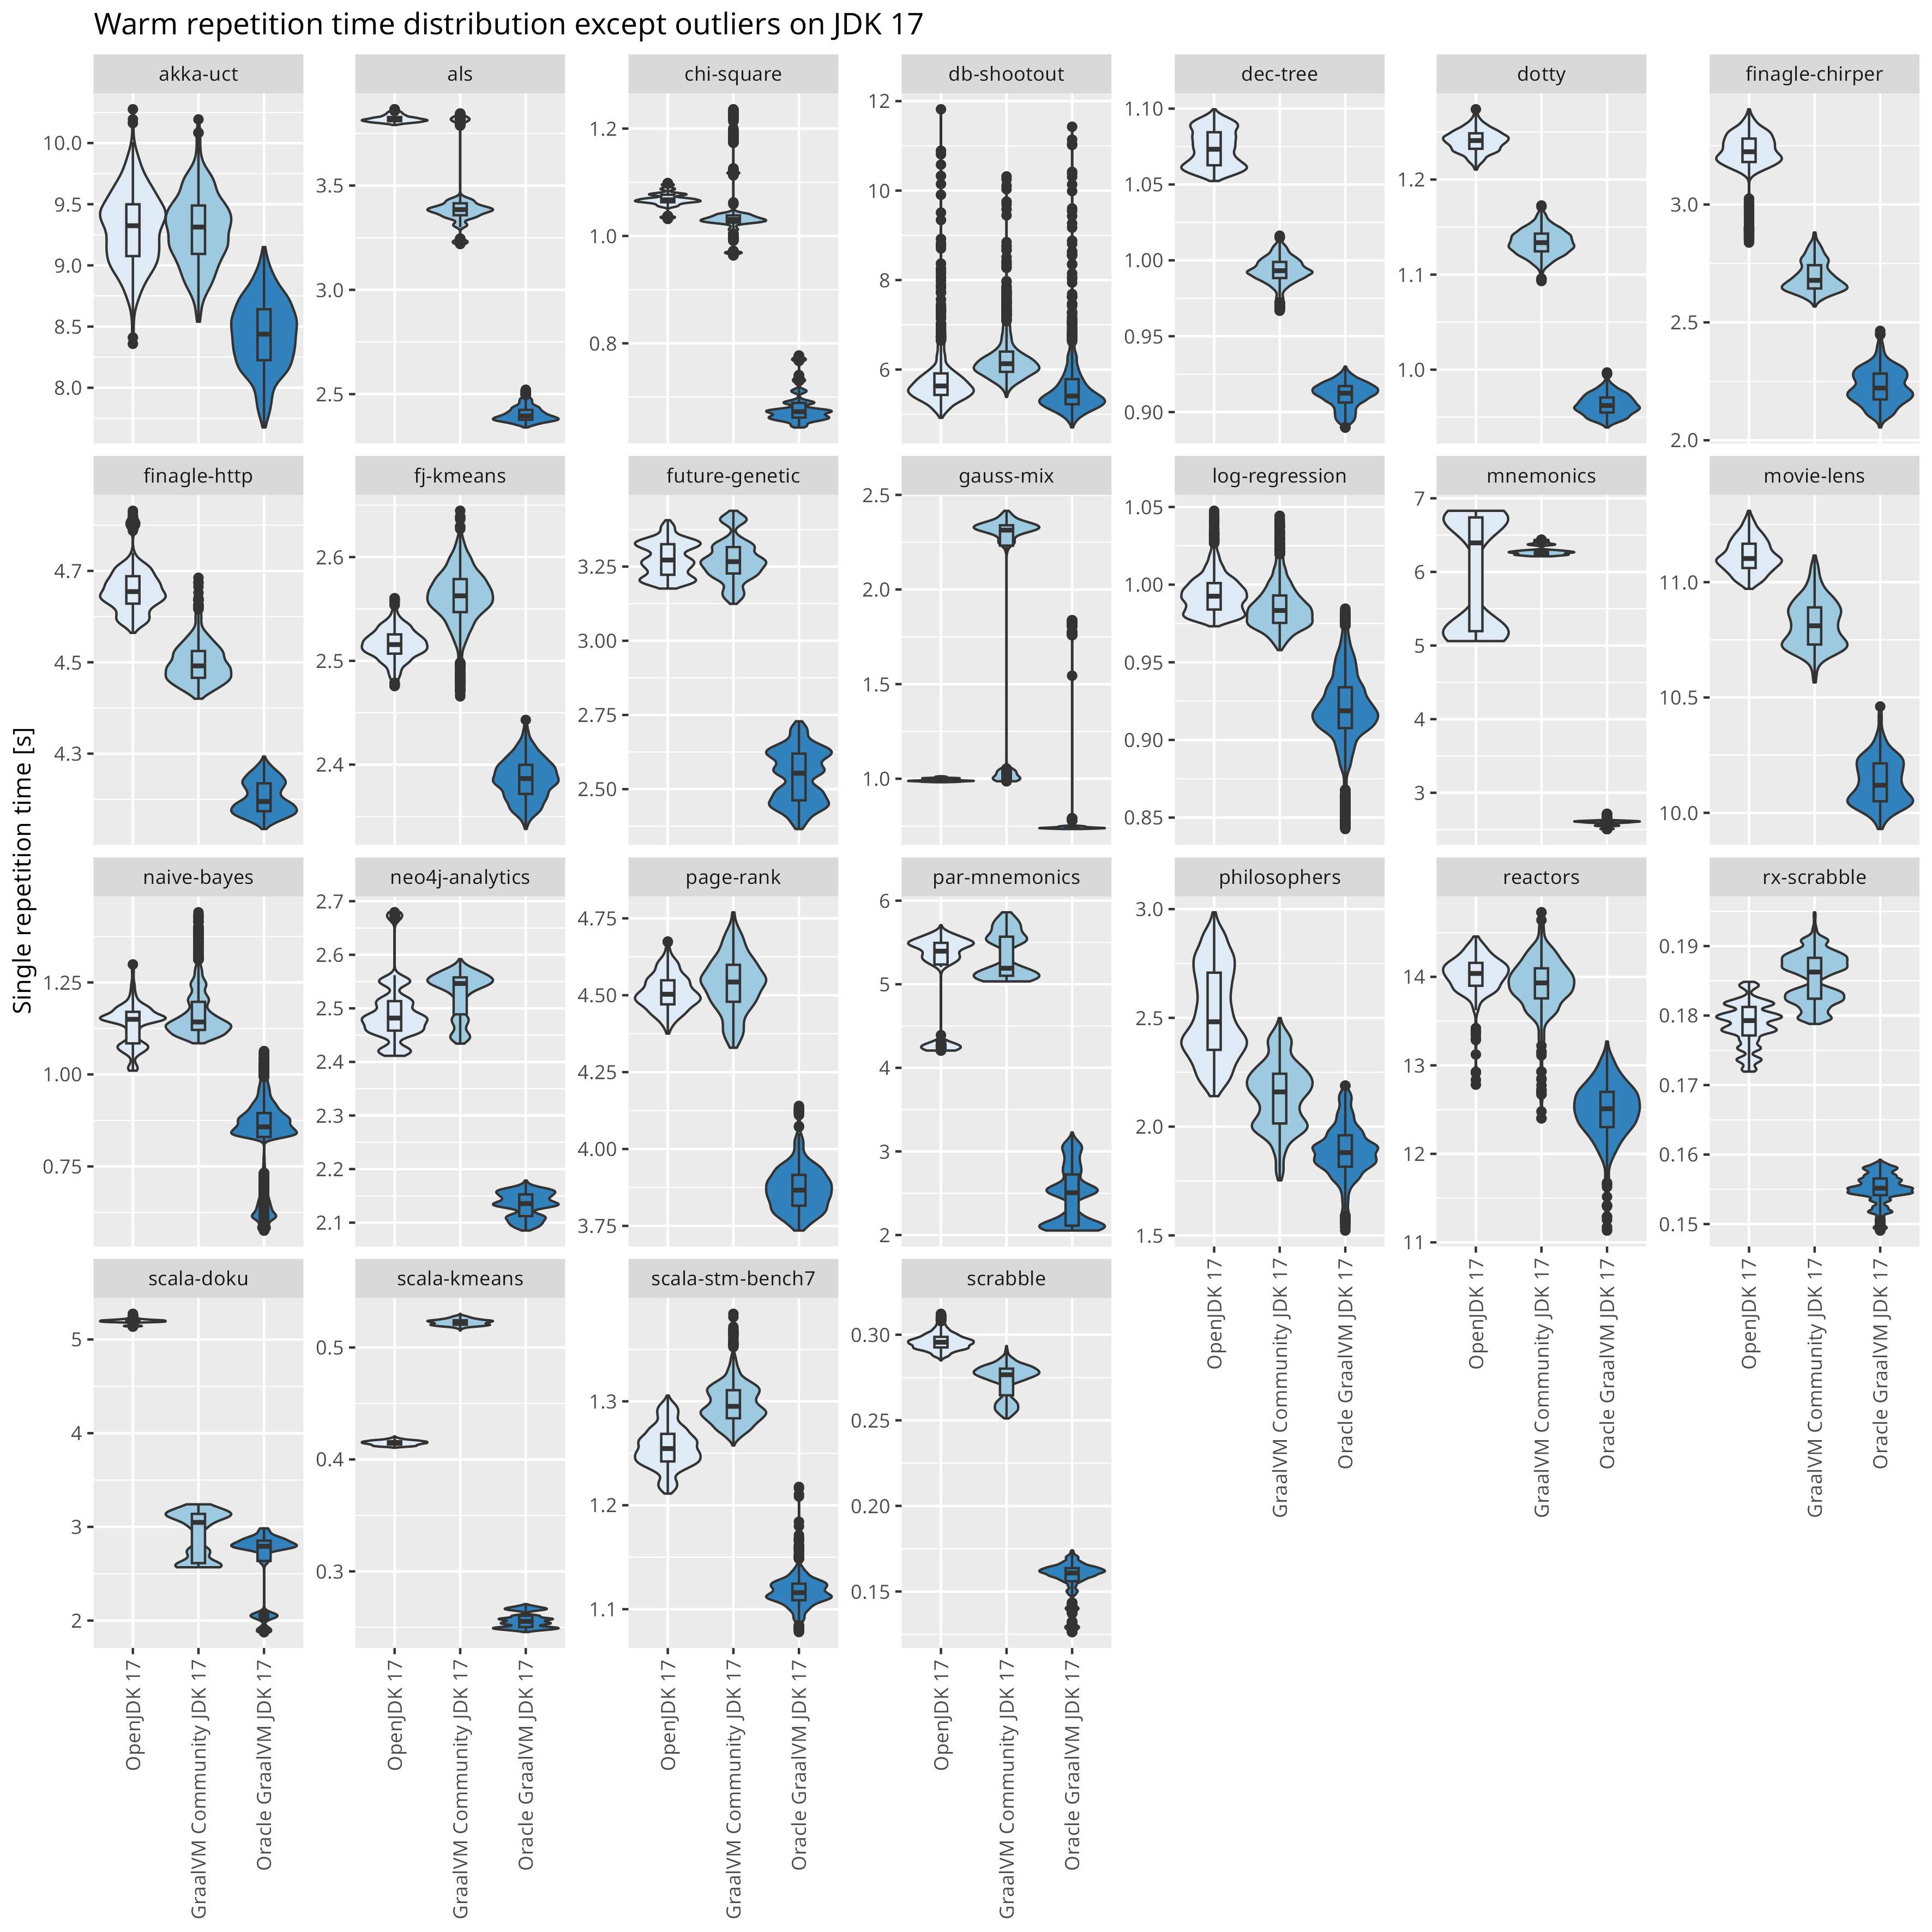 Warm repetition time distribution except outliers on JDK 17
Single repetition time [s]
akka-uct
10.0
9.5
9.0
8.5
8.0
als
3.5
3.0
2.5
chi-square
1.2
1.0
0.8
db-shootout
12
10
8
6
dec-tree
1.10
1.05
1.00
0.95
0.90
dotty
1.2
1.1
1.0
finagle-chirper
3.0
2.5
2.0
finagle-http
4.7
4.5
4.3
fj-kmeans
2.6
2.5
2.4
future-genetic
3.25
3.00
2.75
2.50
gauss-mix
2.5
2.0
1.5
1.0
log-regression
1.05
1.00
0.95
0.90
0.85
mnemonics
7
6
5
4
3
movie-lens
11.0
10.5
10.0
naive-bayes
1.25
1.00
0.75
neo4j-analytics
2.7
2.6
2.5
2.4
2.3
2.2
2.1
page-rank
4.75
4.50
4.25
4.00
3.75
par-mnemonics
6
5
4
3
2
philosophers
3.0
2.5
2.0
1.5
OpenJDK 17
GraalVM Community JDK 17
Oracle GraalVM JDK 17
reactors
14
13
12
11
OpenJDK 17
GraalVM Community JDK 17
Oracle GraalVM JDK 17
rx-scrabble
0.19
0.18
0.17
0.16
0.15
OpenJDK 17
GraalVM Community JDK 17
Oracle GraalVM JDK 17
scala-doku
5
4
3
2
OpenJDK 17
GraalVM Community JDK 17
Oracle GraalVM JDK 17
scala-kmeans
0.5
0.4
0.3
OpenJDK 17
GraalVM Community JDK 17
Oracle GraalVM JDK 17
scala-stm-bench7
1.3
1.2
1.1
OpenJDK 17
GraalVM Community JDK 17
Oracle GraalVM JDK 17
scrabble
0.30
0.25
0.20
0.15
OpenJDK 17
GraalVM Community JDK 17
Oracle GraalVM JDK 17